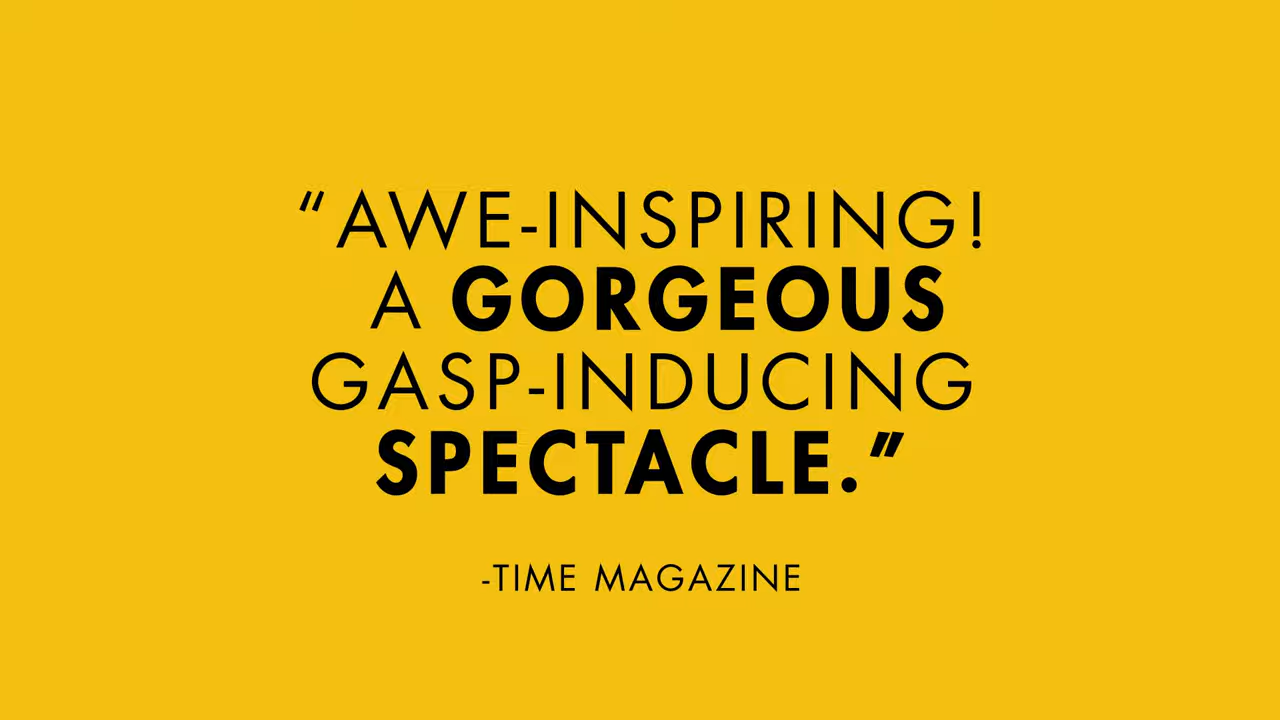 “AWE-INSPIRING!
A GORGEOUS
GASP-INDUCING
SPECTACLE.”
-TIME MAGAZINE